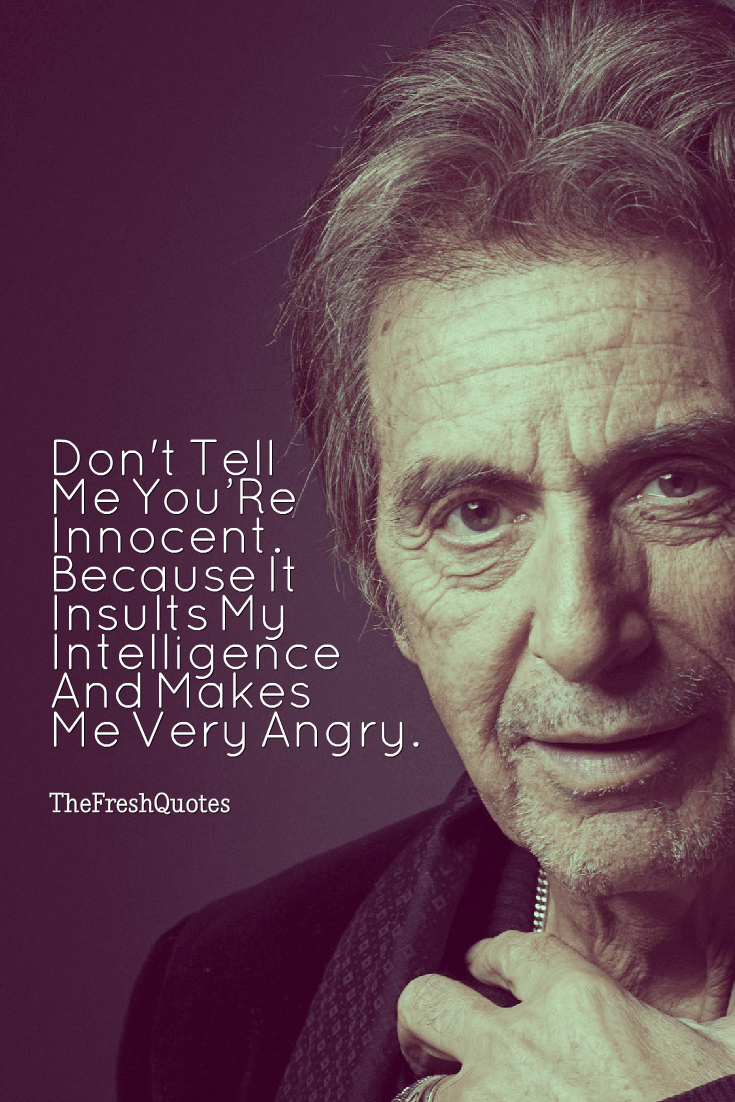 Don't Tell
Me You’Re
Innocent.
Because It
Insults My
Intelligence
And Makes
Me Very Angry.
TheFreshQuotes